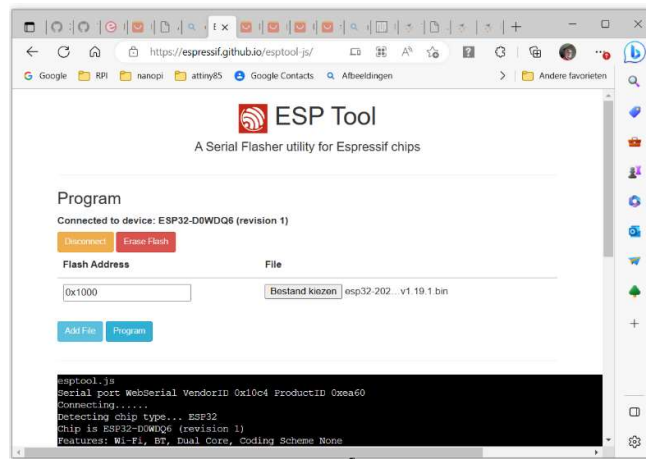 https://espressif.github.io/esptool-js/
Google RPI nanopi attiny85 Google Contacts Afbeeldingen Andere favorieten
ESP Tool
A Serial Flasher utility for Espressif chips
Program
Connected to device: ESP32-D0WDQ6 (revision 1)
Disconnect Erase Flash
Flash Address File
0x1000 Bestand kiezen esp32-202...v1.19.1.bin
Add File Program
esptool.js
Serial port WebSerial VendorID 0x10c4 ProductID 0xea60
Connecting......
Detecting chip type... ESP32
Chip is ESP32-D0WDQ6 (revision 1)
Features: Wi-Fi, BT, Dual Core, Coding Scheme None